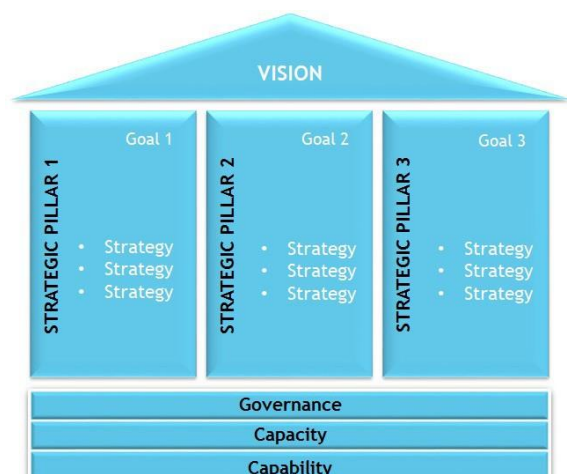 VISION
STRATEGIC PILLAR 1
Goal 1
• Strategy
• Strategy
• Strategy
STRATEGIC PILLAR 2
Goal 2
• Strategy
• Strategy
• Strategy
STRATEGIC PILLAR 3
Goal 3
• Strategy
• Strategy
• Strategy
Governance
Capacity
Capability